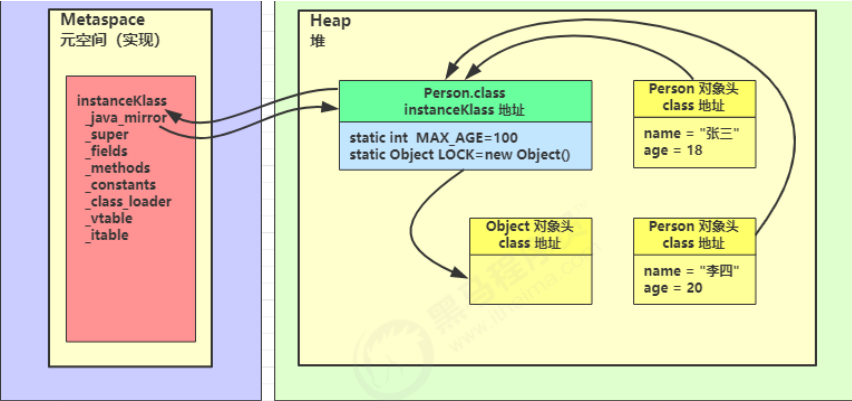 Metaspace
元空间（实现）
instanceKlass
_java_mirror
_super
_fields
_methods
_constants
_class_loader
_vtable
_itable
Heap
堆
Person.class
instanceKlass 地址
static int MAX_AGE=100
static Object LOCK=new Object()
Person 对象头
class 地址
name = "张三"
age = 18
Object 对象头
class 地址
Person 对象头
class 地址
name = "李四"
age = 20
黑马程序员
www.itheima.com